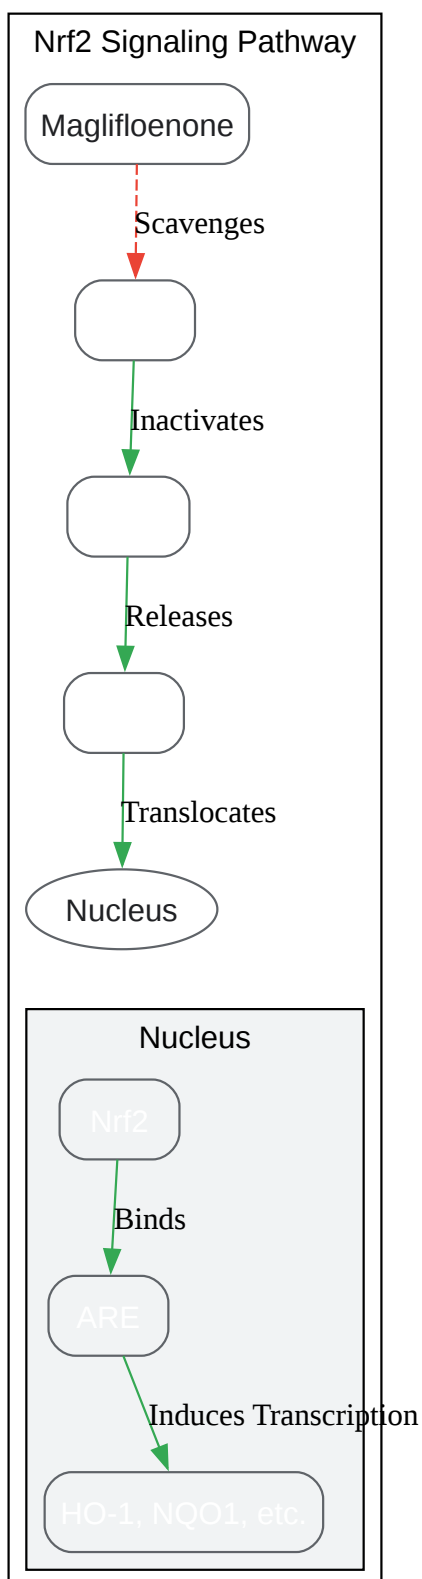 Nrf2 Signaling Pathway
Maglifloenone
Scavenges
Inactivates
Releases
Translocates
Nucleus
Nucleus
Nrf2
Binds
ARE
Induces Transcription
HO-1, NQO1, etc.